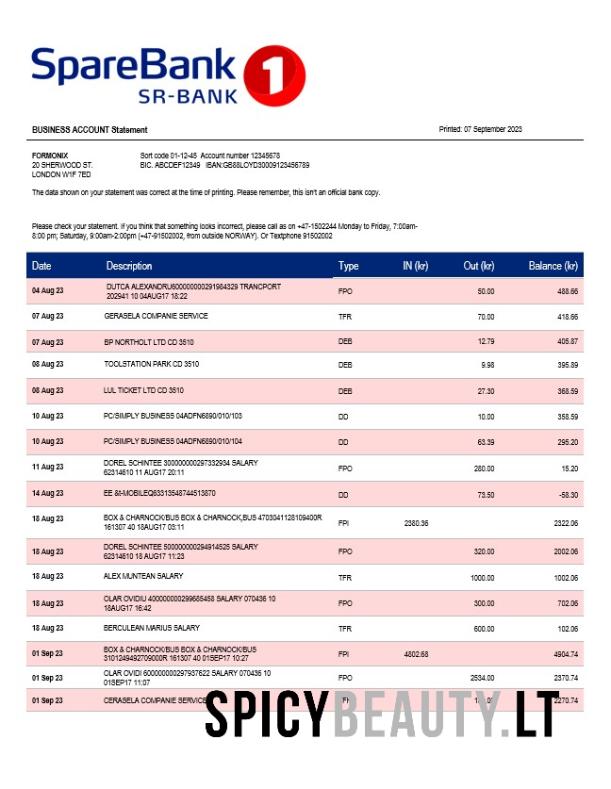 SpareBank 1
SR-BANK
BUSINESS ACCOUNT Statement Printed: 07 September 2023
FORMONIX Sort code 01-12-45 Account number 12345678
20 SHERWOOD ST. BIC. ABCDEF12349 IBAN:GB88LOYD30009123456789
LONDON W1F 7ED
The data shown on your statement was correct at the time of printing. Please remember, this isn't an official bank copy.
Please check your statement. If you think that something looks incorrect, please call as on +47-1502244 Monday to Friday, 7:00am-
8:00 pm; Saturday, 9:00am-2:00pm (+47-91502002, from outside NORWAY). Or Textphone 91502002
Date Description Type IN (kr) Out (kr) Balance (kr)
04 Aug 23 DUTCA ALEXANDRU600000000291984329 TRANCPORT FPO 50.00 488.66
202941 10 04AUG17 18:22
07 Aug 23 GERASELA COMPANIE SERVICE TFR 70.00 418.66
07 Aug 23 BP NORTHOLT LTD CD 3510 DEB 12.79 405.87
08 Aug 23 TOOLSTATION PARK CD 3510 DEB 9.98 395.89
08 Aug 23 LUL TICKET LTD CD 3510 DEB 27.30 368.59
10 Aug 23 PC/SIMPLY BUSINESS 04ADFN6890/010/103 DD 10.00 358.59
10 Aug 23 PC/SIMPLY BUSINESS 04ADFN6890/010/104 DD 63.39 295.20
11 Aug 23 DOREL SCHINTEE 300000000297332934 SALARY FPO 280.00 15.20
62314610 11 AUG17 20:11
14 Aug 23 EE &t-MOBILEQ63313548744513870 DD 73.50 -58.30
18 Aug 23 BOX & CHARNOCK/BUS BOX & CHARNOCK,BUS 4703041128109400R FPI 2380.36 2322.06
161307 40 18AUG17 03:11
18 Aug 23 DOREL SCHINTEE 500000000294914525 SALARY FPO 320.00 2002.06
62314610 18 AUG17 11:23
18 Aug 23 ALEX MUNTEAN SALARY TFR 1000.00 1002.06
18 Aug 23 CLAR OVIDIU 400000000299685458 SALARY 070436 10 FPO 300.00 702.06
18AUG17 16:42
18 Aug 23 BERCULEAN MARIUS SALARY TFR 600.00 102.06
01 Sep 23 BOX & CHARNOCK/BUS BOX & CHARNOCK/BUS FPI 4802.68 4904.74
3101249492709000R 161307 40 01SEP17 10:27
01 Sep 23 CLAR OVIDI 600000000297937622 SALARY 070436 10 FPO 2534.00 2370.74
01SEP17 11:07
01 Sep 23 CERASELA COMPANIE SERVICE 2270.74
SPICYBEAUTY.LT